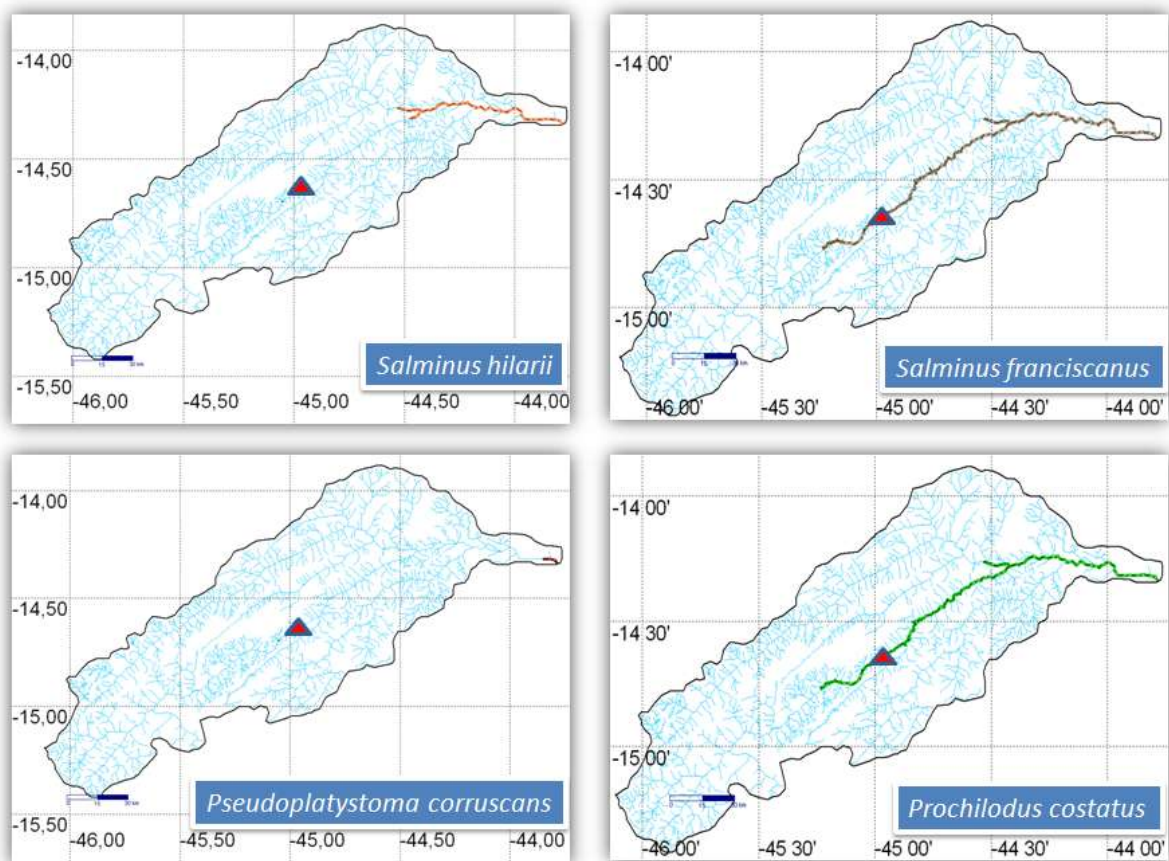 -14,00
-14,50
-15,00
-15,50
-46,00 -45,50 -45,00 -44,50 -44,00
Salminus hilarii
-14 00'
-14 30'
-15 00'
-46 00' -45 30' -45 00' -44 30' -44 00'
Salminus franciscanus
-14,00
-14,50
-15,00
-15,50
-46,00 -45,50 -45,00 -44,50 -44,00
Pseudoplatystoma corruscans
-14 00'
-14 30'
-15 00'
-46 00' -45 30' -45 00' -44 30' -44 00'
Prochilodus costatus